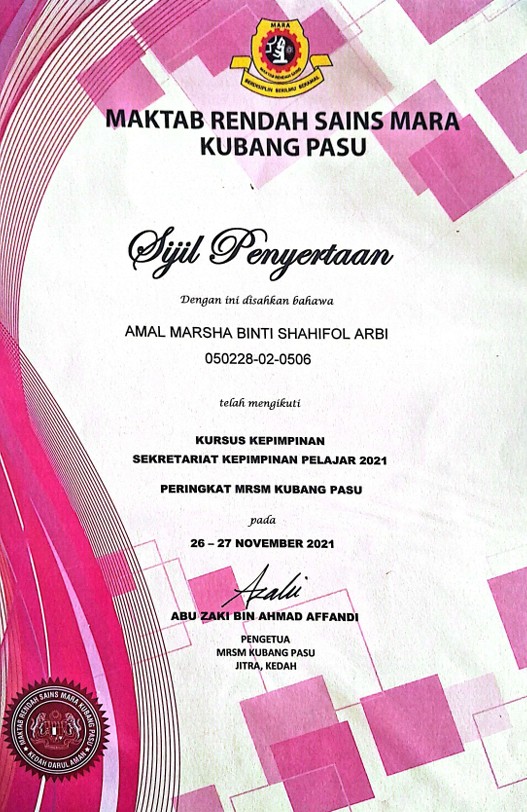 MARA
MAKTAB RENDAH SAINS
BERDISIPLIN BERILMU BERAMAL
MAKTAB RENDAH SAINS MARA
KUBANG PASU
Sijil Penyertaan
Dengan ini disahkan bahawa
AMAL MARSHA BINTI SHAHIFOL ARBI
050228-02-0506
telah mengikuti
KURSUS KEPIMPINAN
SEKRETARIAT KEPIMPINAN PELAJAR 2021
PERINGKAT MRSM KUBANG PASU
pada
26 – 27 NOVEMBER 2021
ABU ZAKI BIN AHMAD AFFANDI
PENGETUA
MRSM KUBANG PASU
JITRA, KEDAH
MAKTAB RENDAH SAINS MARA KUBANG PASU
KEDAH DARUL AMAN